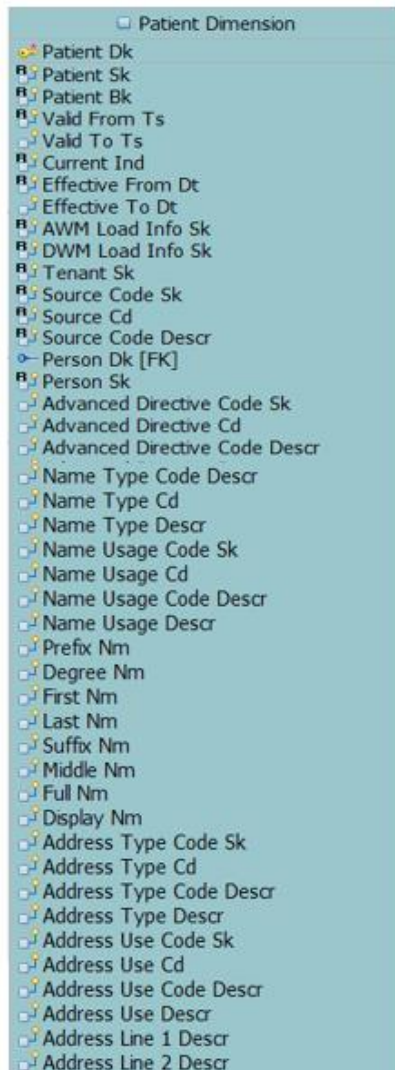 Patient Dimension
Patient Dk
Patient Sk
Patient Bk
Valid From Ts
Valid To Ts
Current Ind
Effective From Dt
Effective To Dt
AWM Load Info Sk
DWM Load Info Sk
Tenant Sk
Source Code Sk
Source Cd
Source Code Descr
Person Dk [FK]
Person Sk
Advanced Directive Code Sk
Advanced Directive Cd
Advanced Directive Code Descr
Name Type Code Descr
Name Type Cd
Name Type Descr
Name Usage Code Sk
Name Usage Cd
Name Usage Code Descr
Name Usage Descr
Prefix Nm
Degree Nm
First Nm
Last Nm
Suffix Nm
Middle Nm
Full Nm
Display Nm
Address Type Code Sk
Address Type Cd
Address Type Code Descr
Address Type Descr
Address Use Code Sk
Address Use Cd
Address Use Code Descr
Address Use Descr
Address Line 1 Descr
Address Line 2 Descr